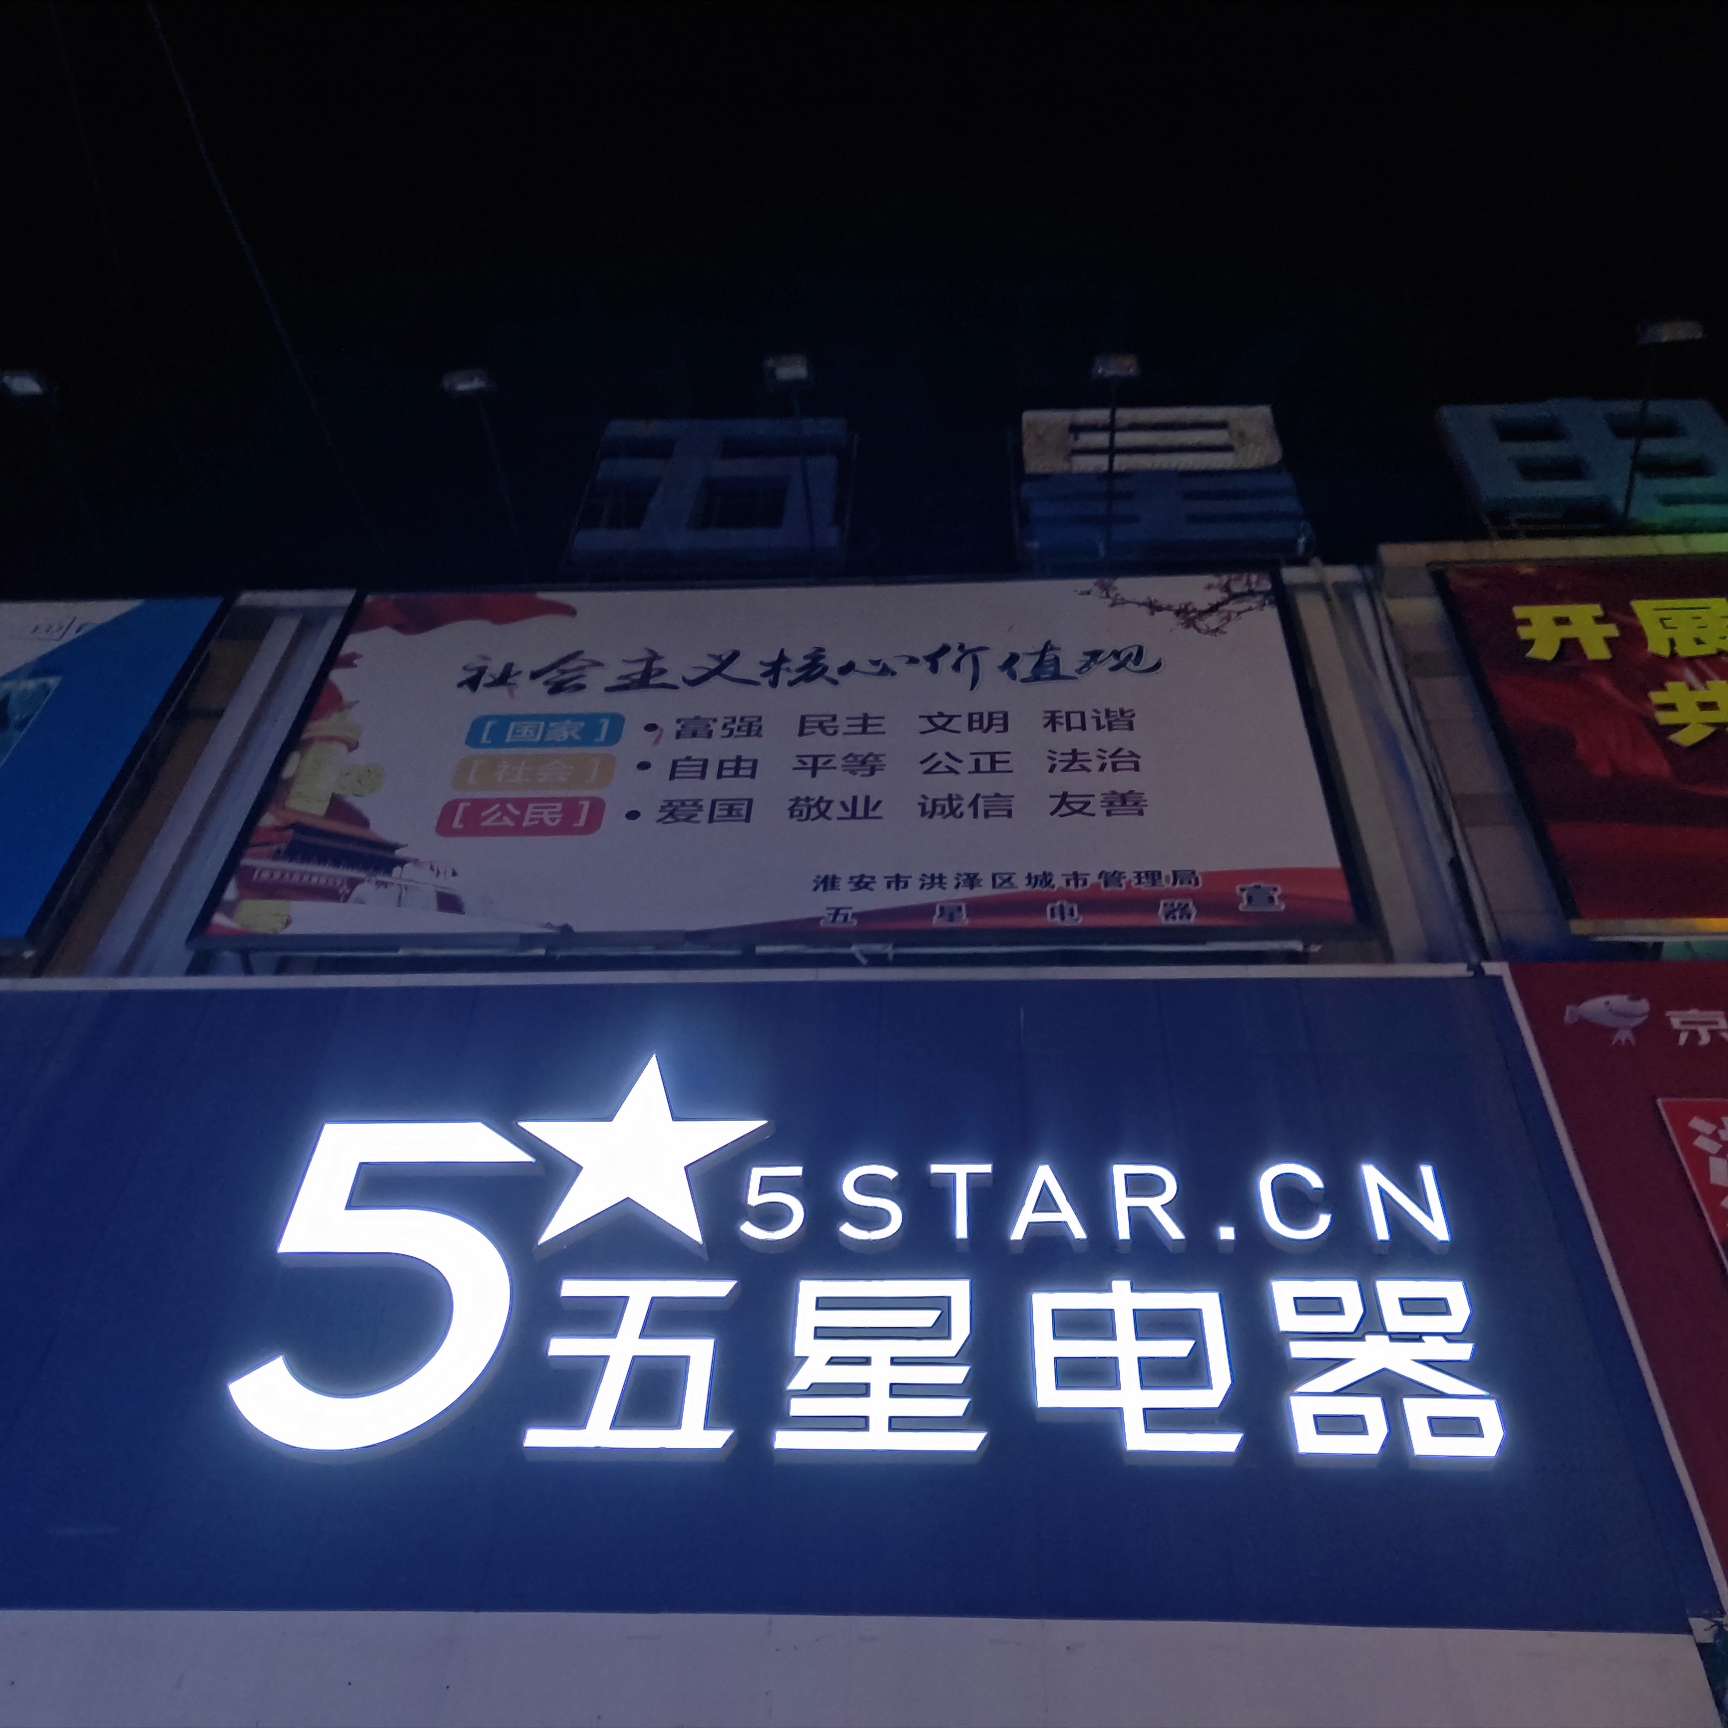 社会主义核心价值观
[国家]•富强 民主 文明 和谐
[社会]•自由 平等 公正 法治
[公民]•爱国 敬业 诚信 友善
淮安市洪泽区城市管理局
五星电器 宣
开展
共
京
5 5STAR.CN
五星电器